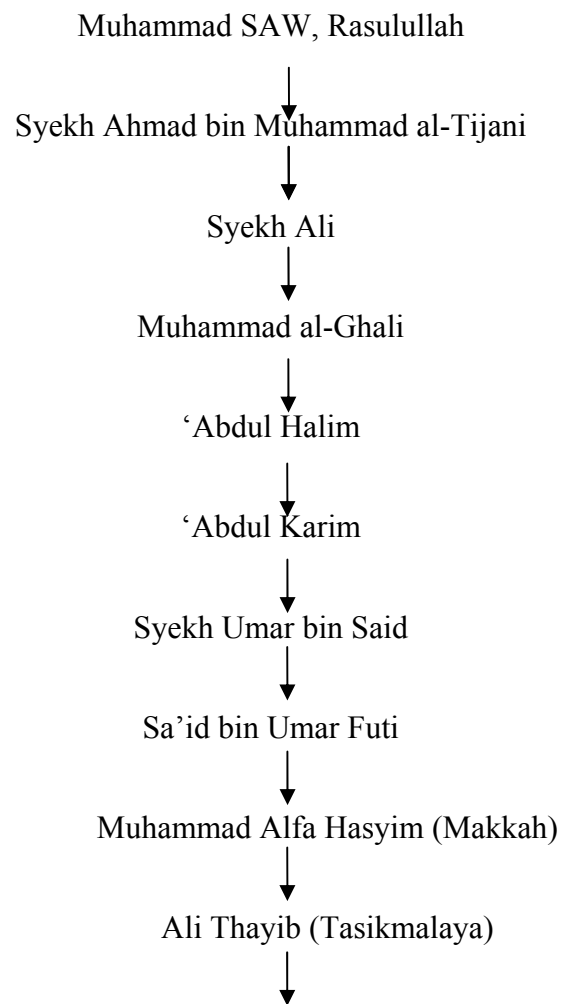 Muhammad SAW, Rasulullah
Syekh Ahmad bin Muhammad al-Tijani
Syekh Ali
Muhammad al-Ghali
‘Abdul Halim
‘Abdul Karim
Syekh Umar bin Said
Sa’id bin Umar Futi
Muhammad Alfa Hasyim (Makkah)
Ali Thayib (Tasikmalaya)